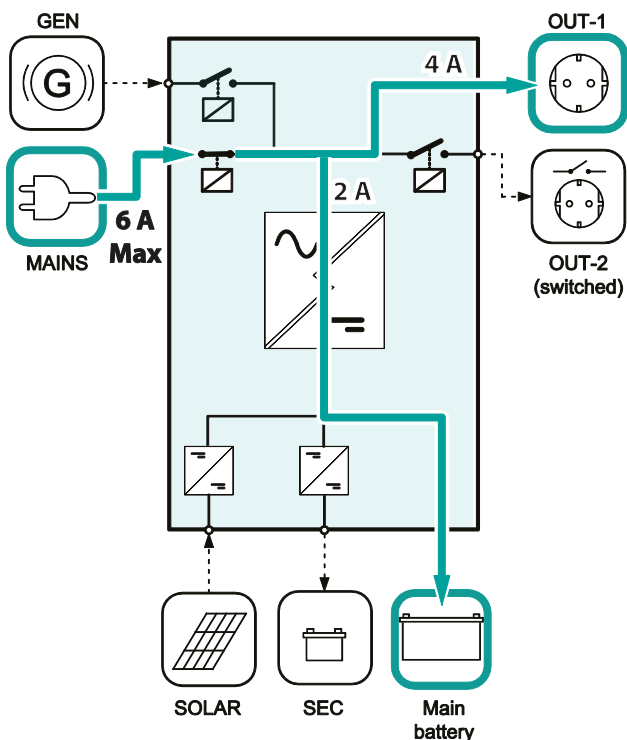 GEN
OUT-1
G
4 A
2 A
6 A
Max
MAINS
OUT-2
(switched)
SOLAR
SEC
Main
battery